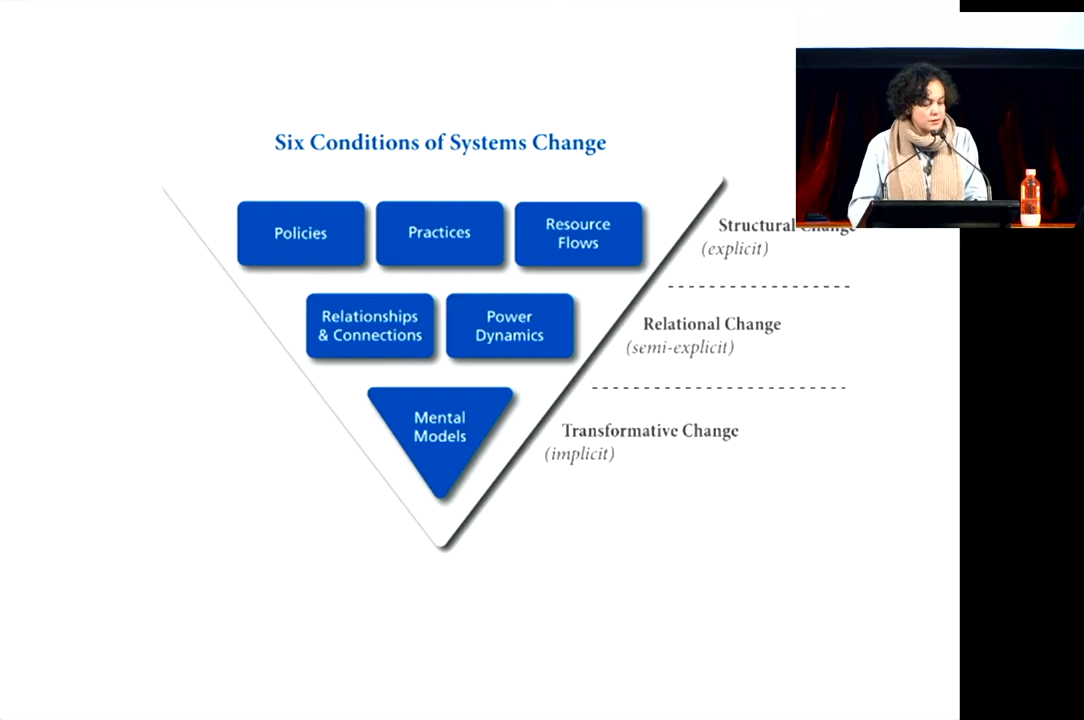 Six Conditions of Systems Change
Policies
Practices
Resource
Flows
Structural Change
(explicit)
Relationships
& Connections
Power
Dynamics
Relational Change
(semi-explicit)
Mental
Models
Transformative Change
(implicit)